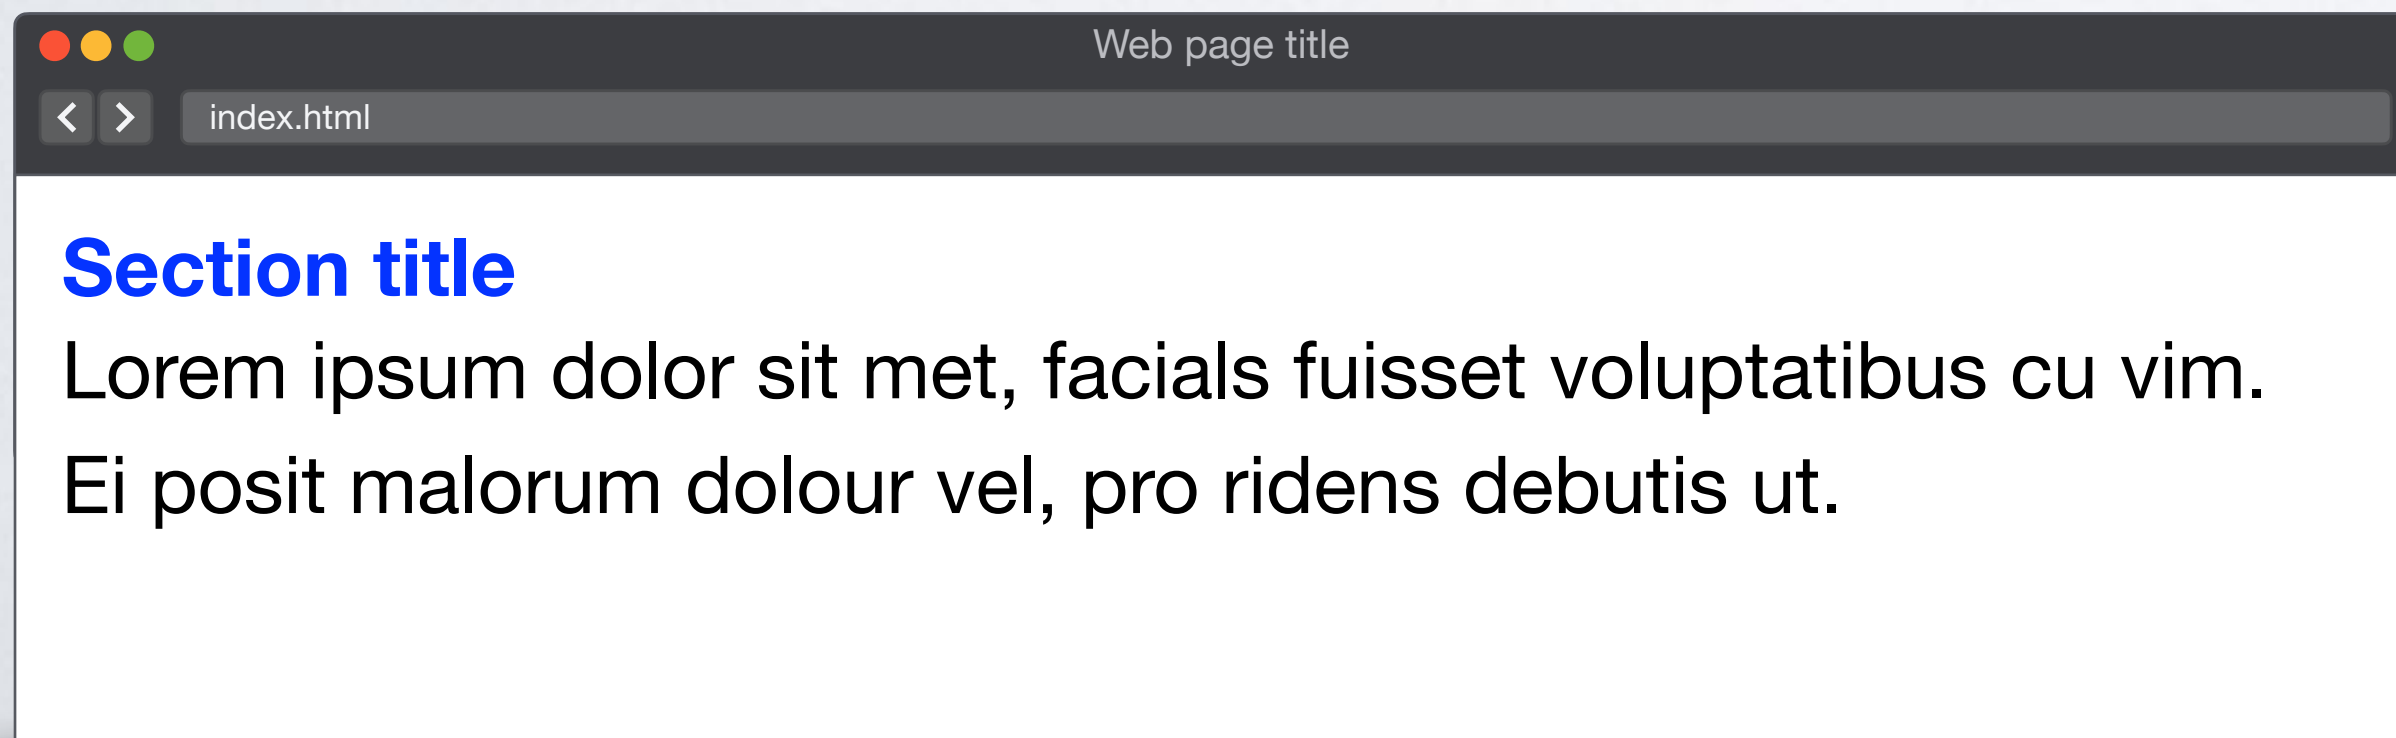 Web page title
index.html
Section title
Lorem ipsum dolor sit met, facials fuisset voluptatibus cu vim.
Ei posit malorum dolour vel, pro ridens debutis ut.